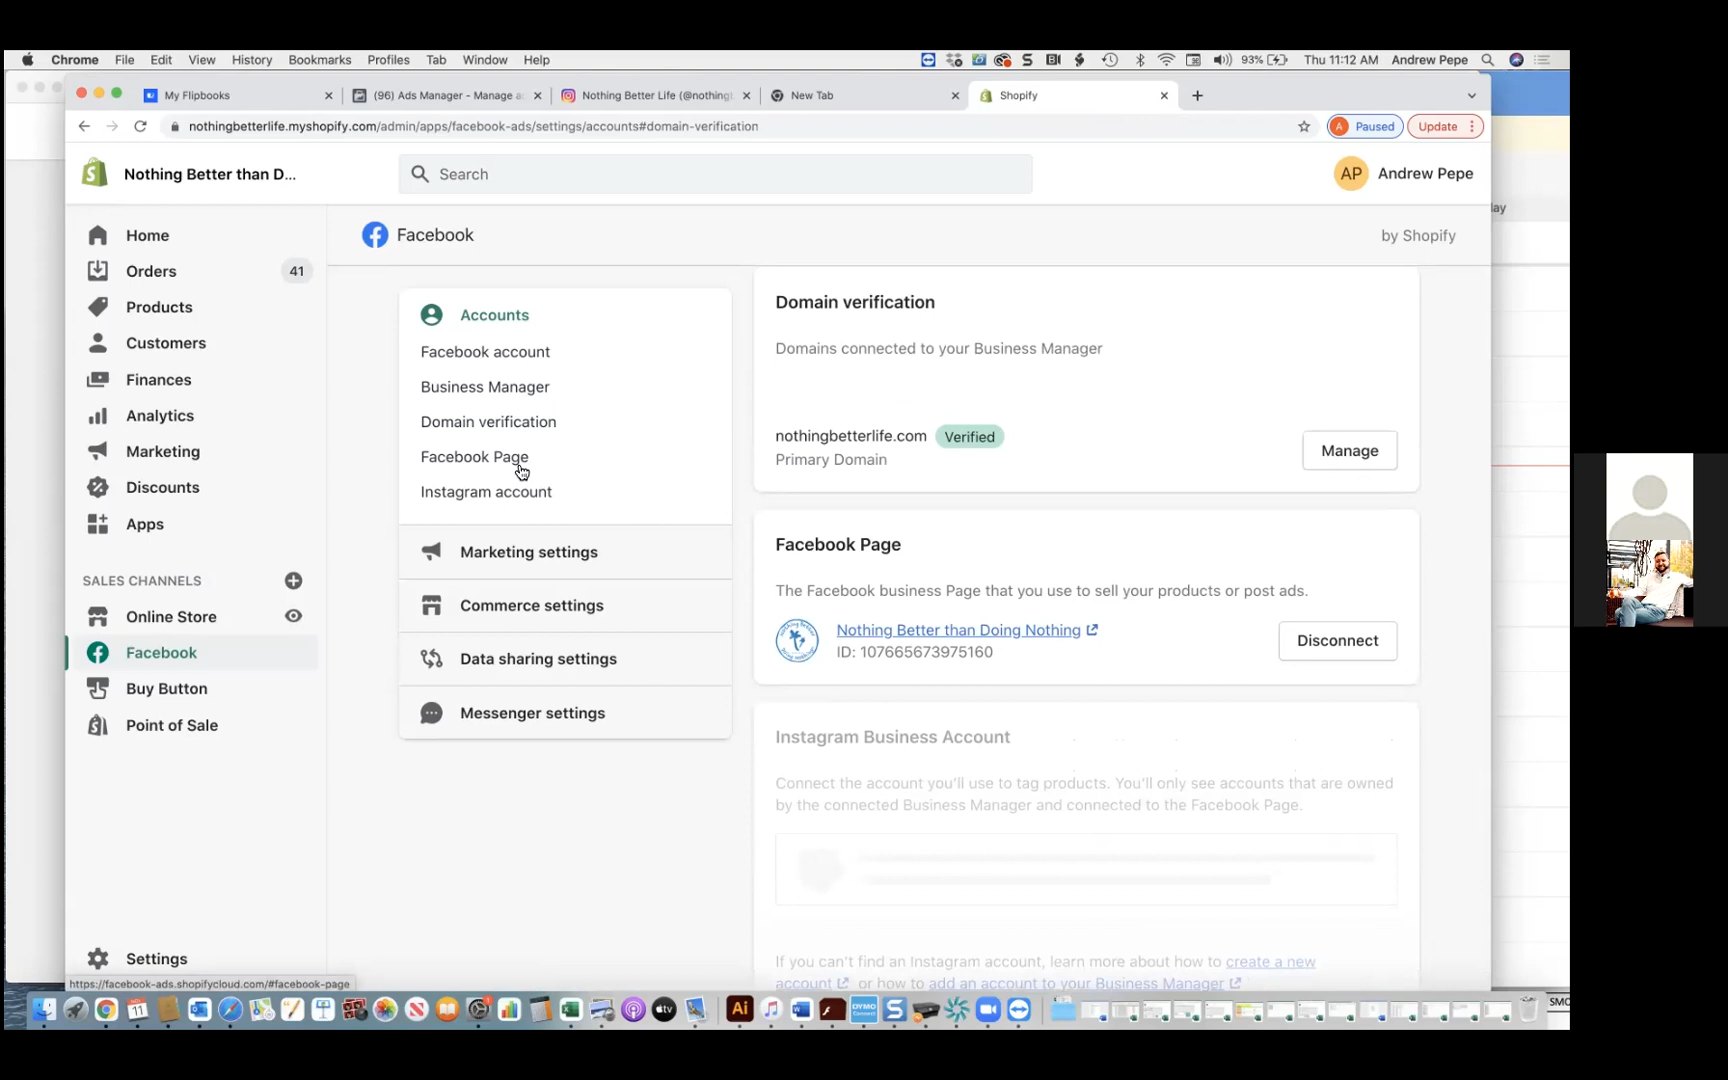 Chrome File Edit View History Bookmarks Profiles Tab Window Help 93% Thu 11:12 AM Andrew Pepe
My Flipbooks (96) Ads Manager - Manage Nothing Better Life (@nothing New Tab Shopify
nothingbetterlife.myshopify.com/admin/apps/facebook-ads/settings/accounts#domain-verification A Paused Update
Nothing Better than D... Search AP Andrew Pepe
Home
Orders 41
Products
Customers
Finances
Analytics
Marketing
Discounts
Apps
SALES CHANNELS
Online Store
Facebook
Buy Button
Point of Sale
Settings
https://facebook-ads.shopifycloud.com/#facebook-page
Facebook by Shopify
Accounts
Facebook account
Business Manager
Domain verification
Facebook Page
Instagram account
Marketing settings
Commerce settings
Data sharing settings
Messenger settings
Domain verification
Domains connected to your Business Manager
nothingbetterlife.com Verified
Primary Domain
Manage
Facebook Page
The Facebook business Page that you use to sell your products or post ads.
Nothing Better than Doing Nothing
ID: 107665673975160
Disconnect
Instagram Business Account
Connect the account you'll use to tag products. You'll only see accounts that are owned
by the connected Business Manager and connected to the Facebook Page.
If you can't find an Instagram account, learn more about how to create a new
account or how to add an account to your Business Manager